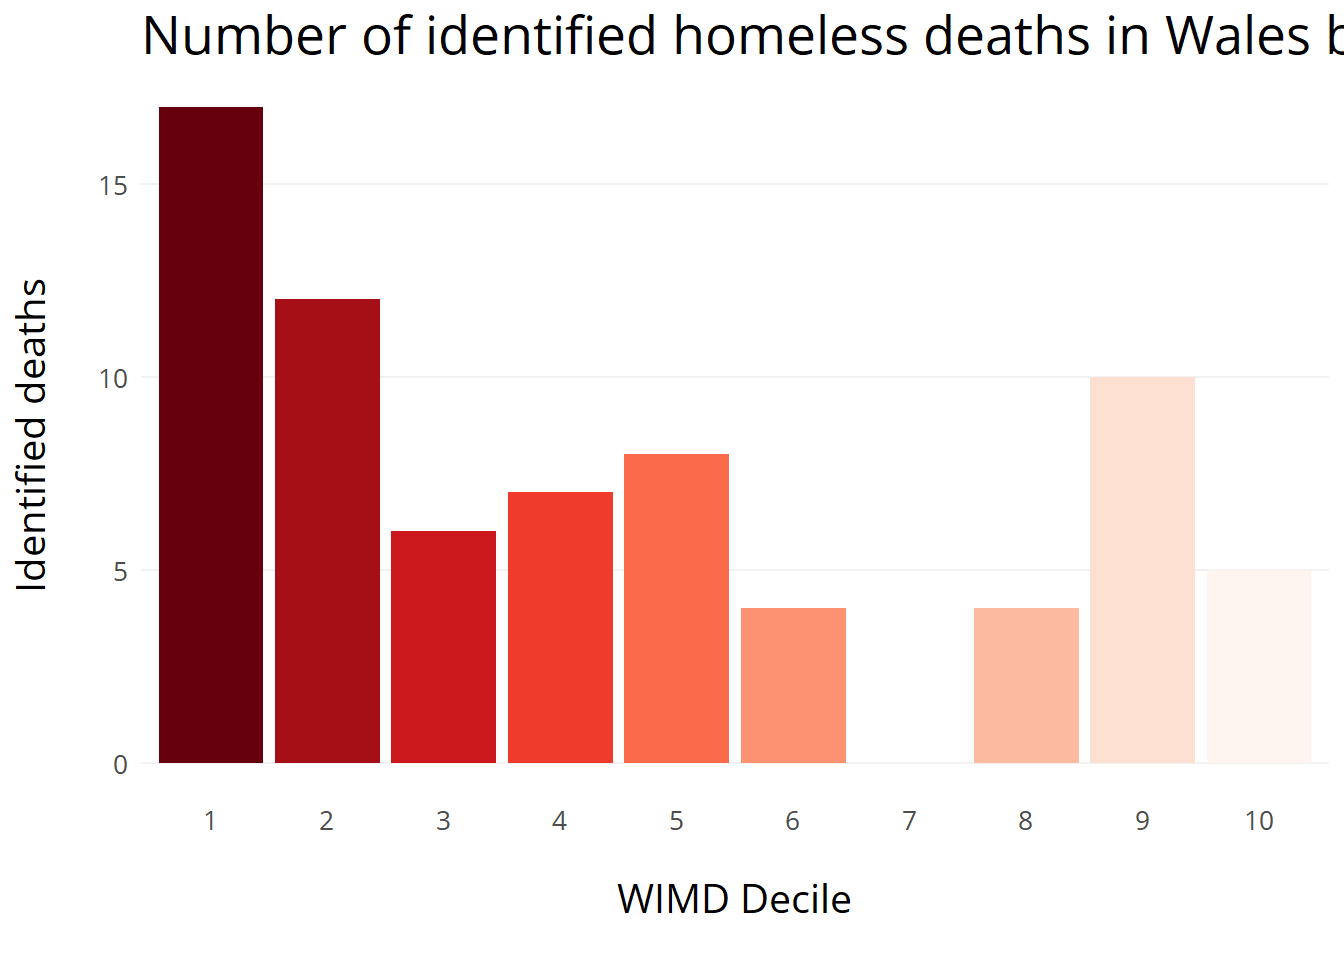 Number of identified homeless deaths in Wales
Identified deaths
15
10
5
0
1 2 3 4 5 6 7 8 9 10
WIMD Decile